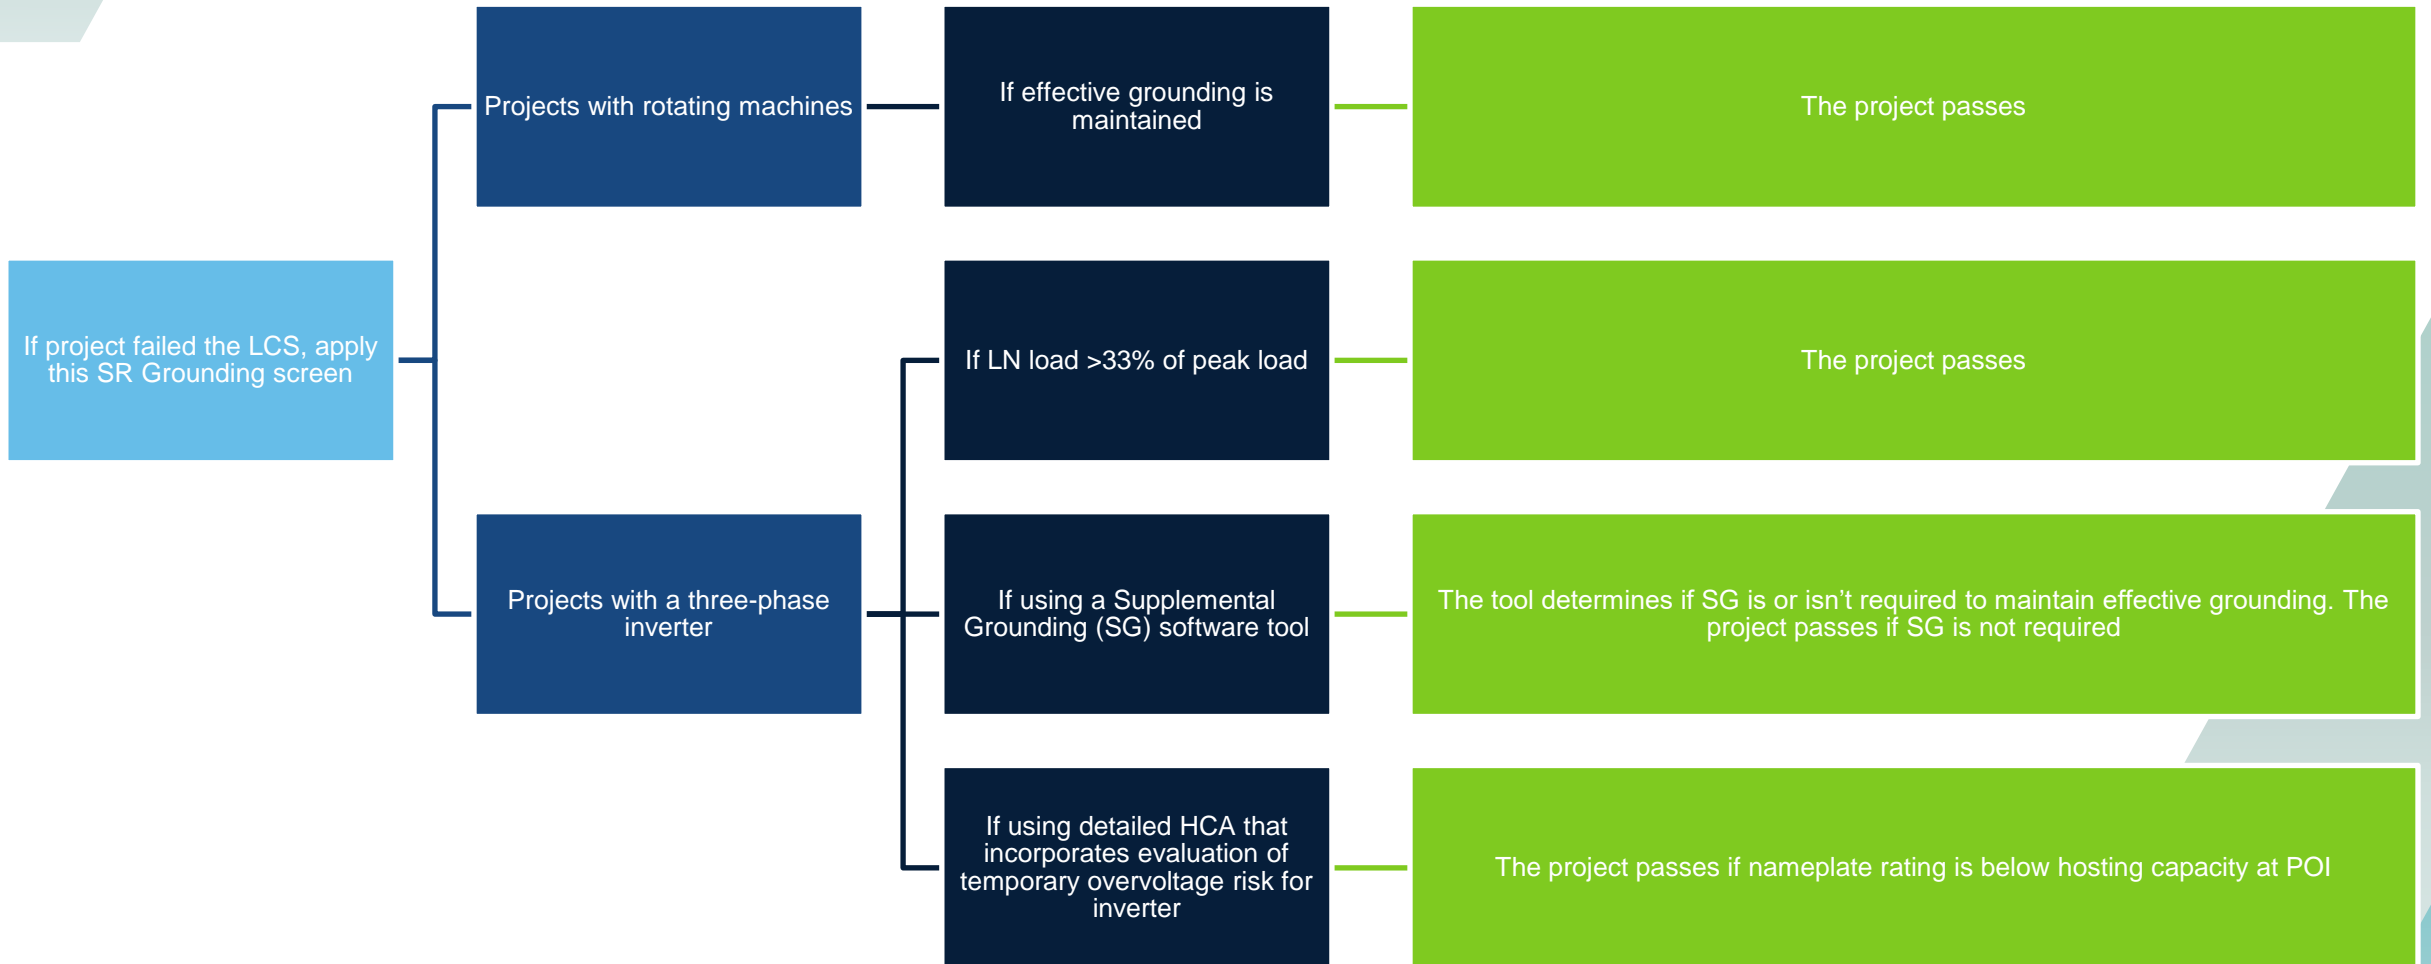 Projects with rotating machines
If effective grounding is
maintained
The project passes
If project failed the LCS, apply
this SR Grounding screen
If LN load >33% of peak load
The project passes
Projects with a three-phase
inverter
If using a Supplemental
Grounding (SG) software tool
The tool determines if SG is or isn’t required to maintain effective grounding. The
project passes if SG is not required
If using detailed HCA that
incorporates evaluation of
temporary overvoltage risk for
inverter
The project passes if nameplate rating is below hosting capacity at POI